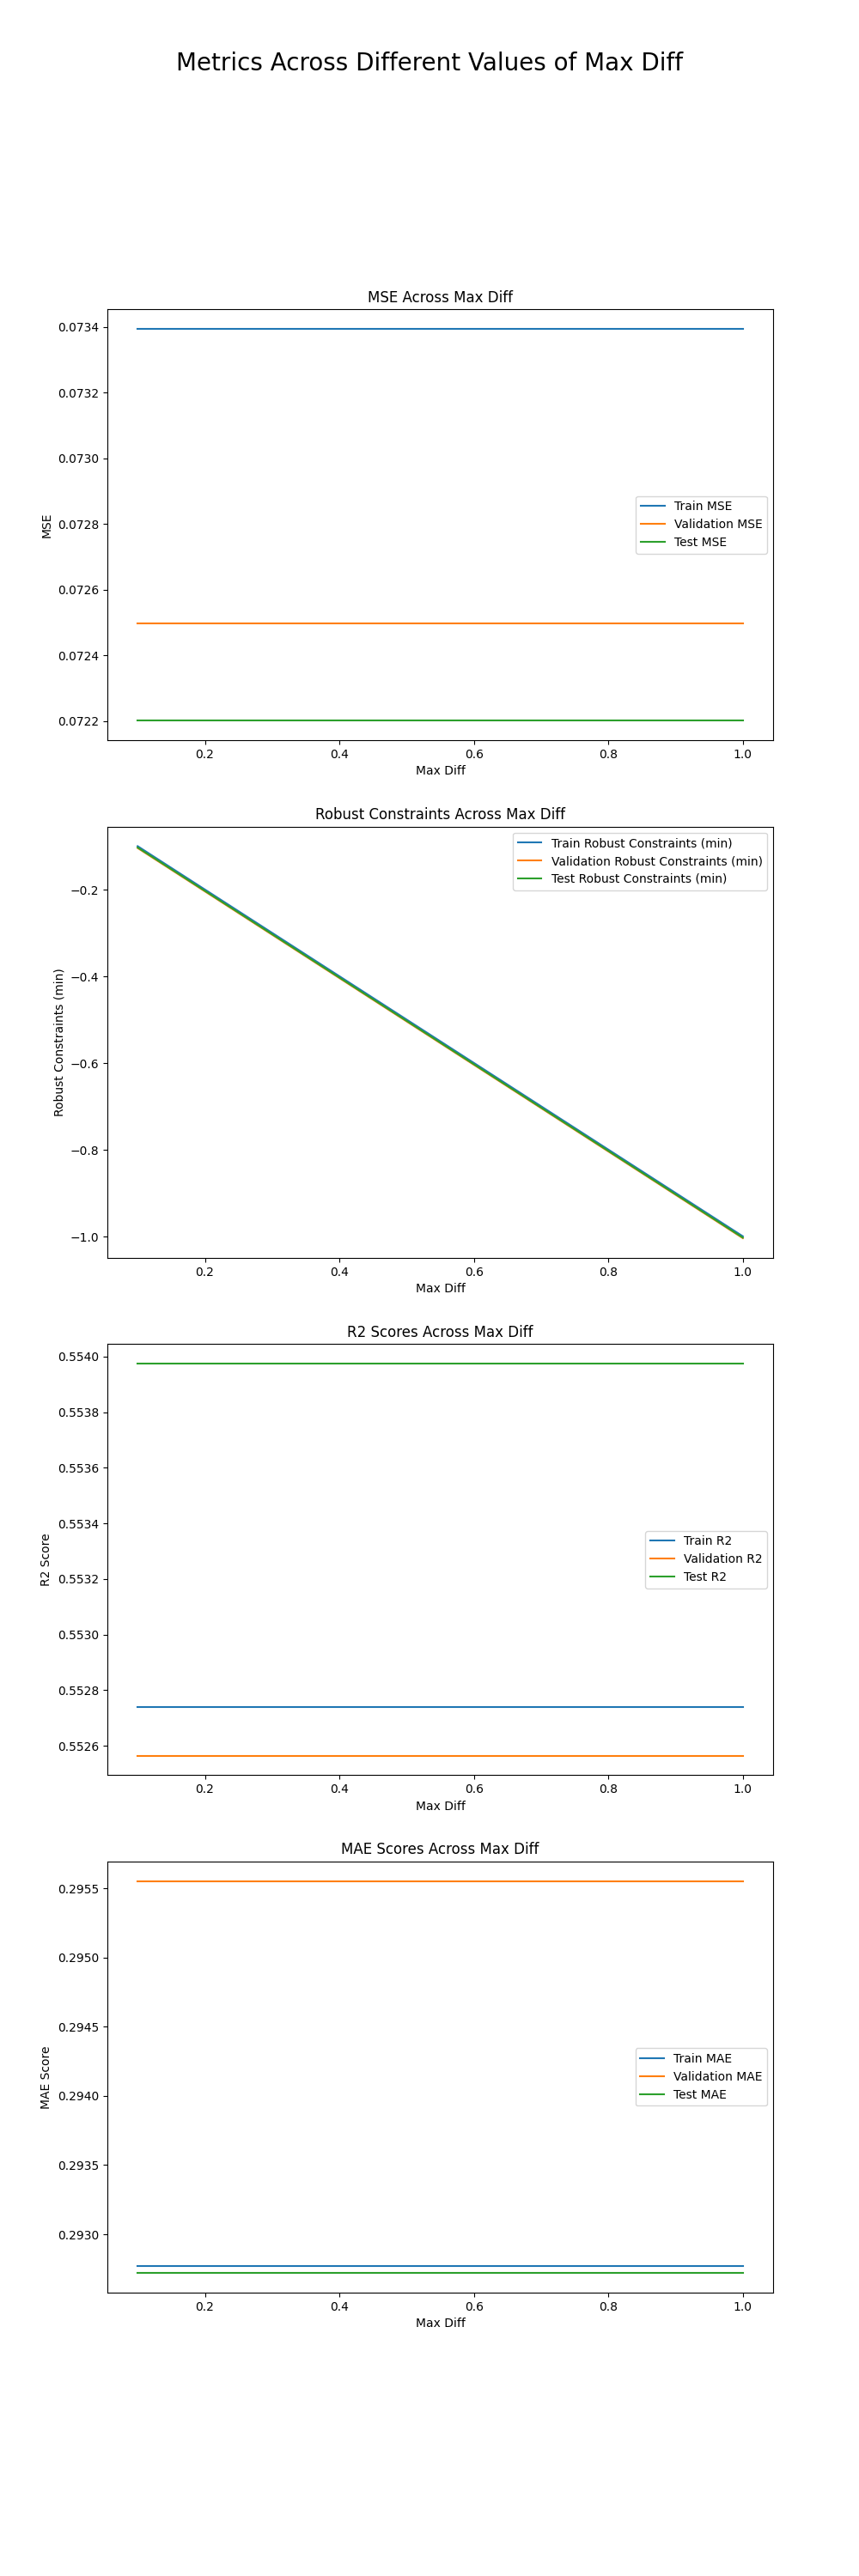 Metrics Across Different Values of Max Diff
MSE Across Max Diff
0.0734
0.0732
0.0730
0.0728
0.0726
0.0724
0.0722
MSE
Train MSE
Validation MSE
Test MSE
0.2 0.4 0.6 0.8 1.0
Max Diff
Robust Constraints Across Max Diff
−0.2
−0.4
−0.6
−0.8
−1.0
Robust Constraints (min)
Train Robust Constraints (min)
Validation Robust Constraints (min)
Test Robust Constraints (min)
0.2 0.4 0.6 0.8 1.0
Max Diff
R2 Scores Across Max Diff
0.5540
0.5538
0.5536
0.5534
0.5532
0.5530
0.5528
0.5526
R2 Score
Train R2
Validation R2
Test R2
0.2 0.4 0.6 0.8 1.0
Max Diff
MAE Scores Across Max Diff
0.2955
0.2950
0.2945
0.2940
0.2935
0.2930
MAE Score
Train MAE
Validation MAE
Test MAE
0.2 0.4 0.6 0.8 1.0
Max Diff